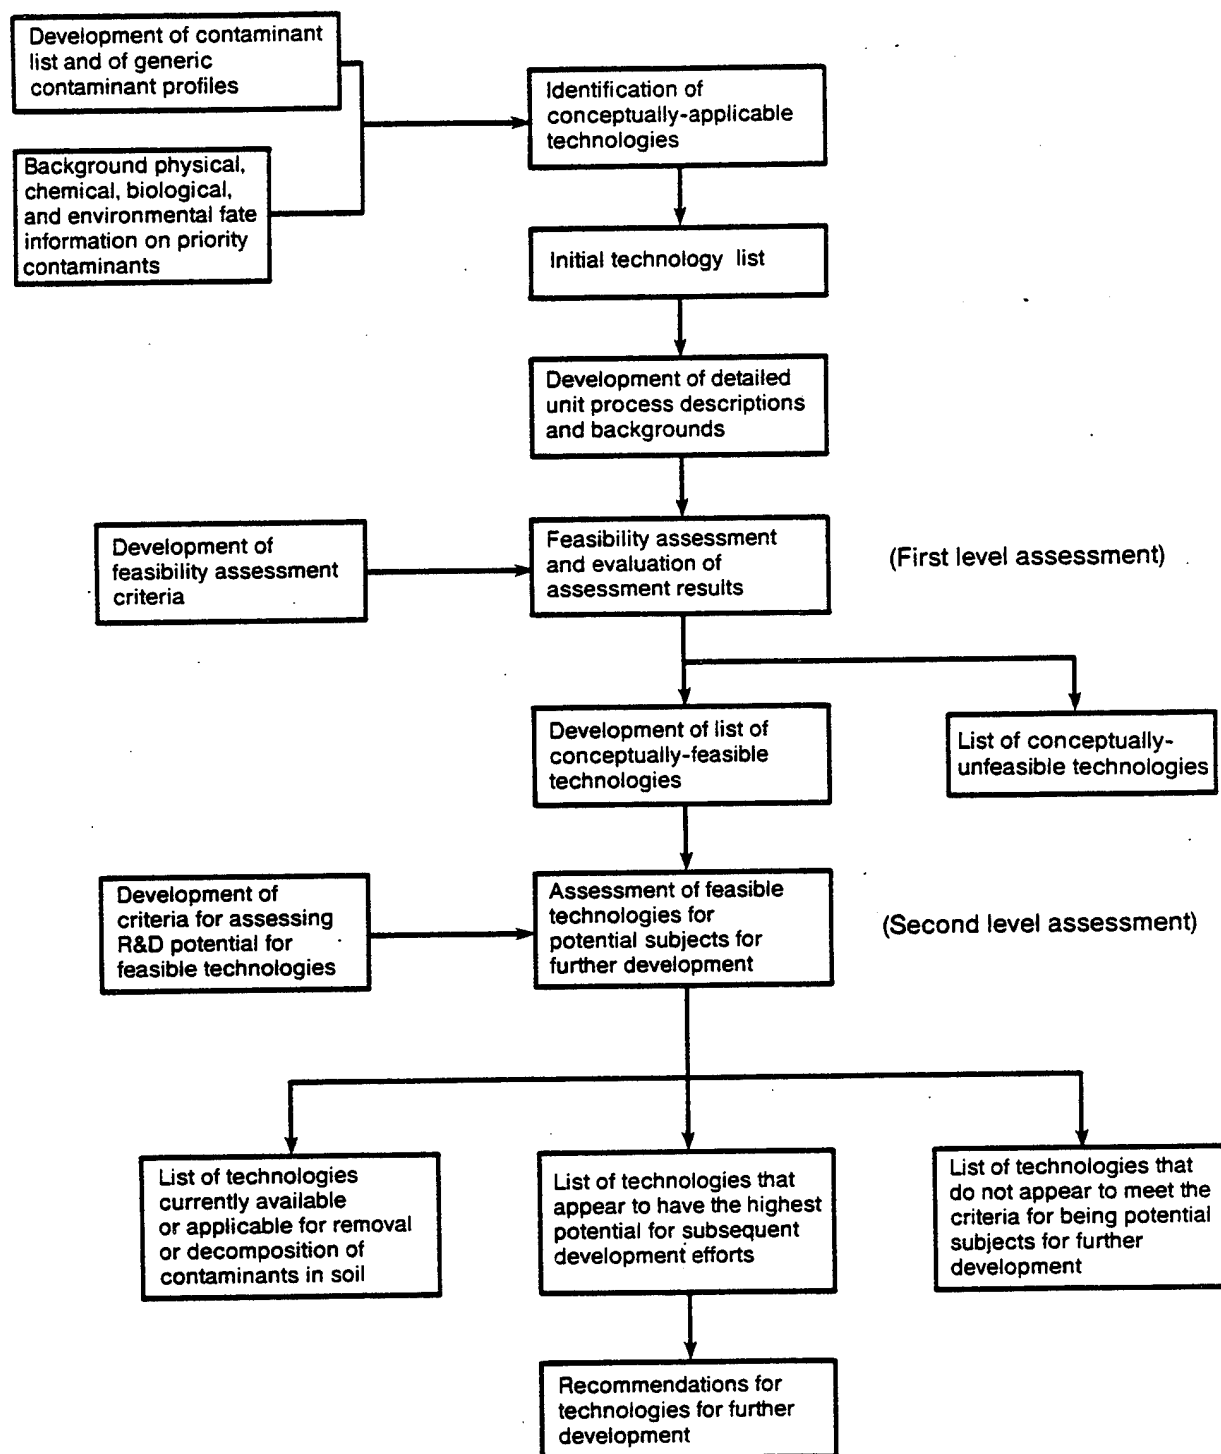 Development of contaminant
list and of generic
contaminant profiles
Identification of
conceptually-applicable
technologies
Background physical,
chemical, biological,
and environmental fate
information on priority
contaminants
Initial technology list
Development of detailed
unit process descriptions
and backgrounds
Development of
feasibility assessment
criteria
Feasibility assessment
and evaluation of
assessment results
(First level assessment)
Development of list of
conceptually-feasible
technologies
List of conceptually-
unfeasible technologies
Development of
criteria for assessing
R&D potential for
feasible technologies
Assessment of feasible
technologies for
potential subjects for
further development
(Second level assessment)
List of technologies
currently available
or applicable for removal
or decomposition of
contaminants in soil
List of technologies that
appear to have the highest
potential for subsequent
development efforts
List of technologies that
do not appear to meet the
criteria for being potential
subjects for further
development
Recommendations for
technologies for further
development